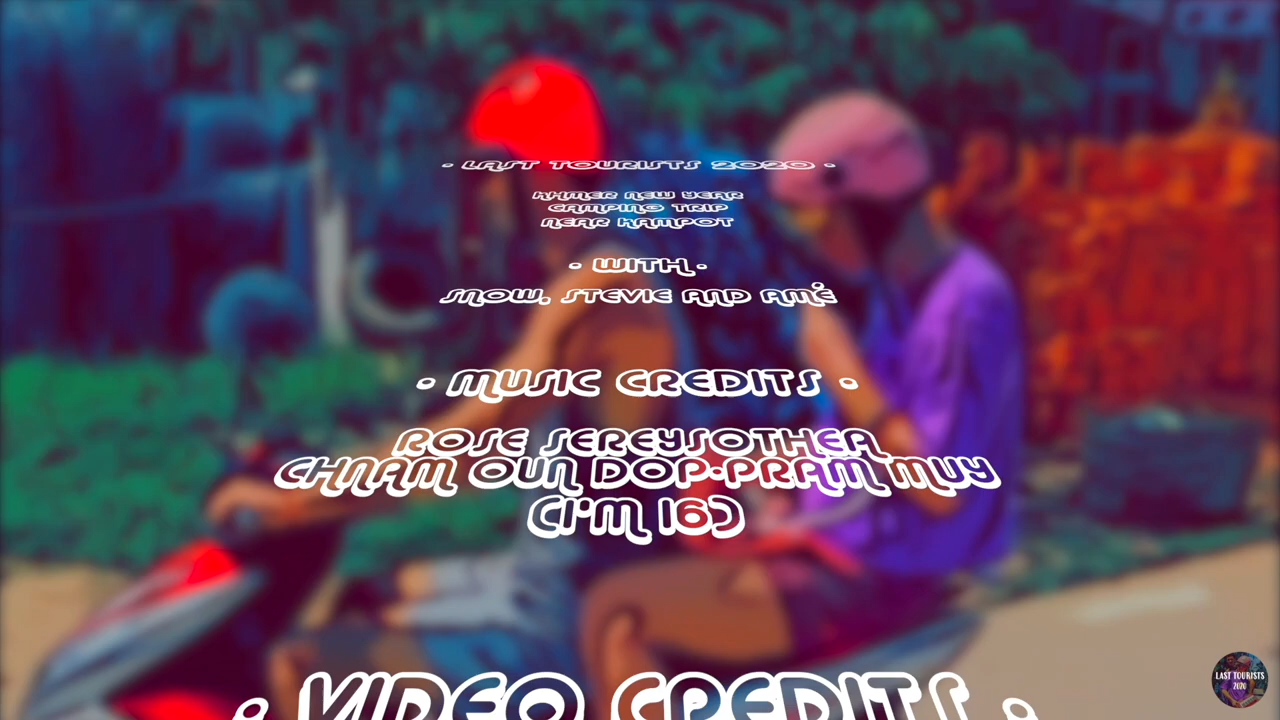 • LAST TOURISTS 2020 •
KHMER NEW YEAR
CAMPING TRIP
NEAR KAMPOT
• WITH •
SNOW, STEVIE AND AMÉ
• MUSIC CREDITS •
ROSE SEREYSOTHEA
CHNAM OUN DOP-PRAM MUY
(I'M 16)
• VIDEO CREDITS •
LAST TOURISTS
2020